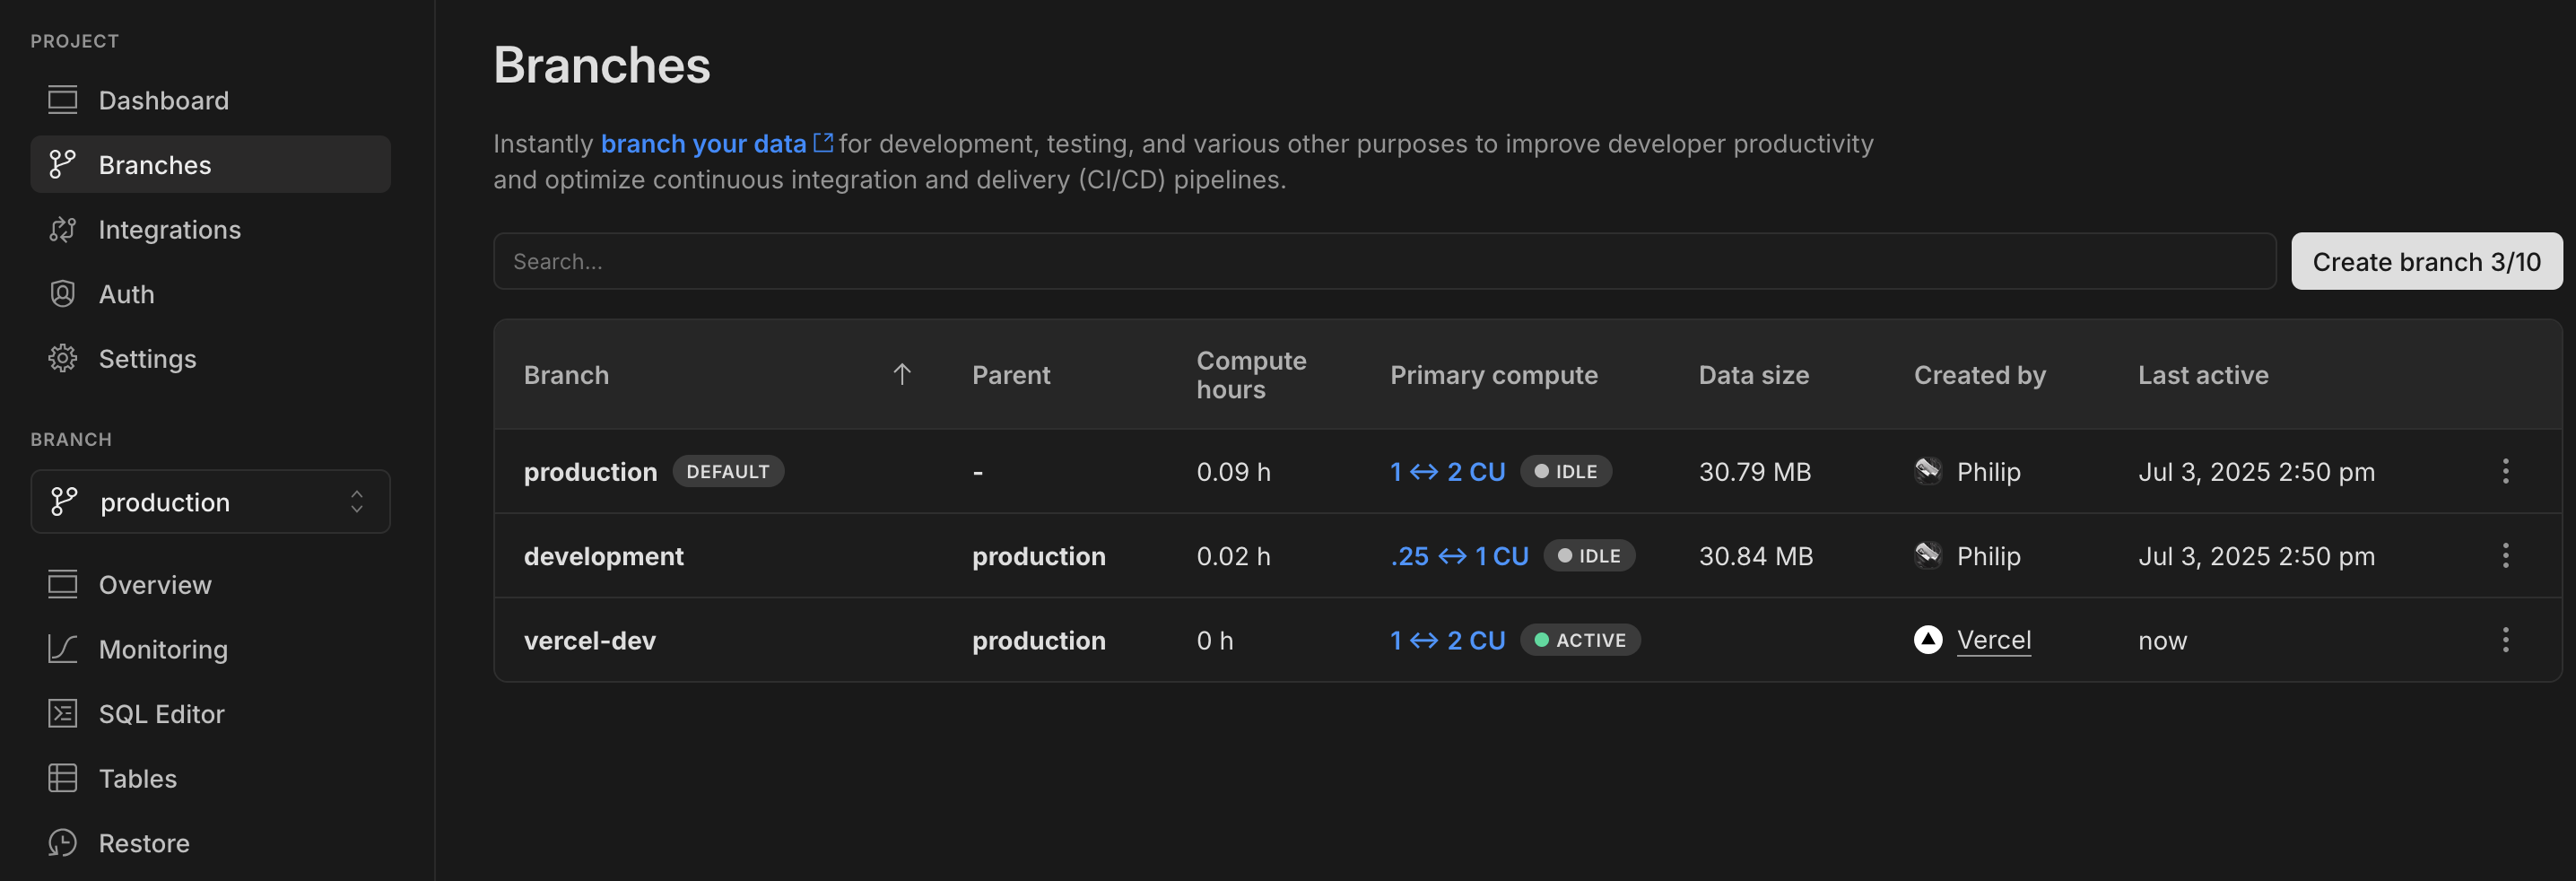 PROJECT
Dashboard
Branches
Integrations
Auth
Settings
BRANCH
production
Overview
Monitoring
SQL Editor
Tables
Restore
Branches
Instantly branch your data for development, testing, and various other purposes to improve developer productivity
and optimize continuous integration and delivery (CI/CD) pipelines.
Search...
Create branch 3/10
Branch ↑ Parent Compute hours Primary compute Data size Created by Last active
production DEFAULT - 0.09 h 1 ↔ 2 CU IDLE 30.79 MB Philip Jul 3, 2025 2:50 pm
development production 0.02 h .25 ↔ 1 CU IDLE 30.84 MB Philip Jul 3, 2025 2:50 pm
vercel-dev production 0 h 1 ↔ 2 CU ACTIVE Vercel now